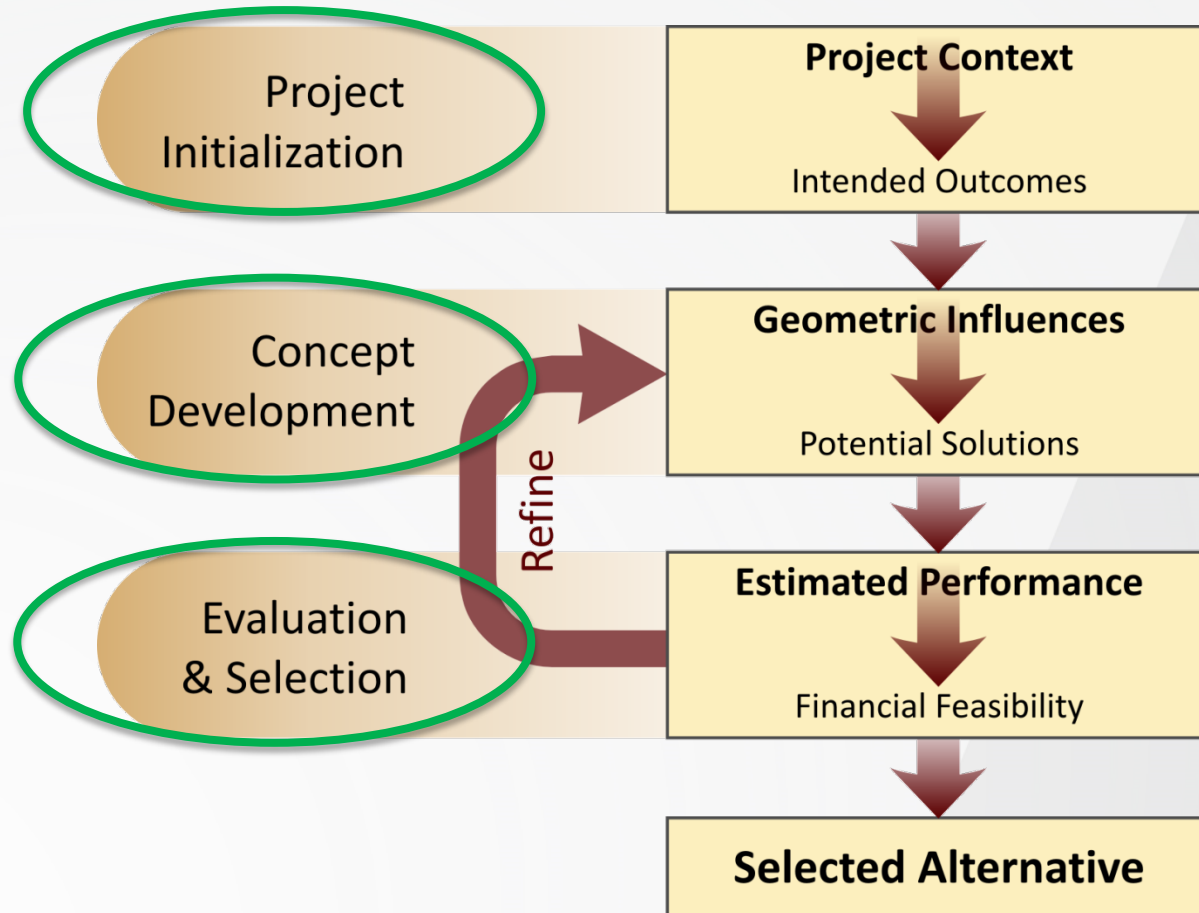 Project
Initialization
Project Context
Intended Outcomes
Concept
Development
Geometric Influences
Potential Solutions
Refine
Evaluation
& Selection
Estimated Performance
Financial Feasibility
Selected Alternative